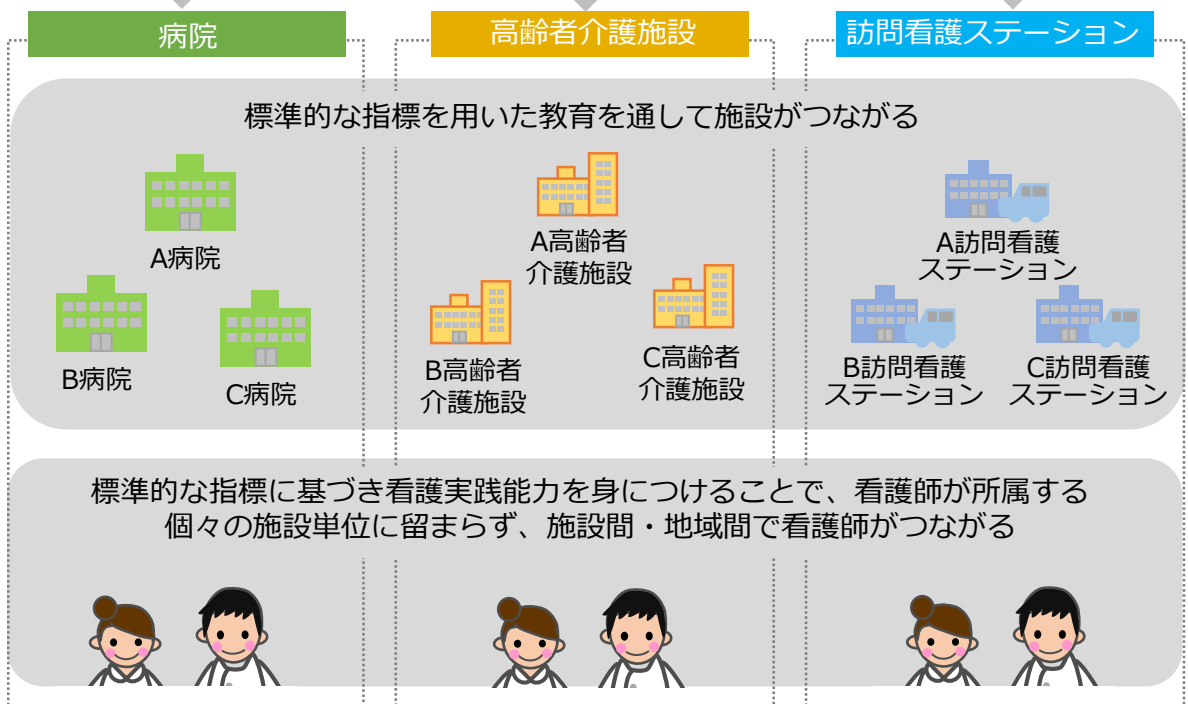 病院
高齢者介護施設
訪問看護ステーション
標準的な指標を用いた教育を通して施設がつながる
A病院
B病院
C病院
A高齢者
介護施設
B高齢者
介護施設
C高齢者
介護施設
A訪問看護
ステーション
B訪問看護
ステーション
C訪問看護
ステーション
標準的な指標に基づき看護実践能力を身につけることで、看護師が所属する
個々の施設単位に留まらず、施設間・地域間で看護師がつながる